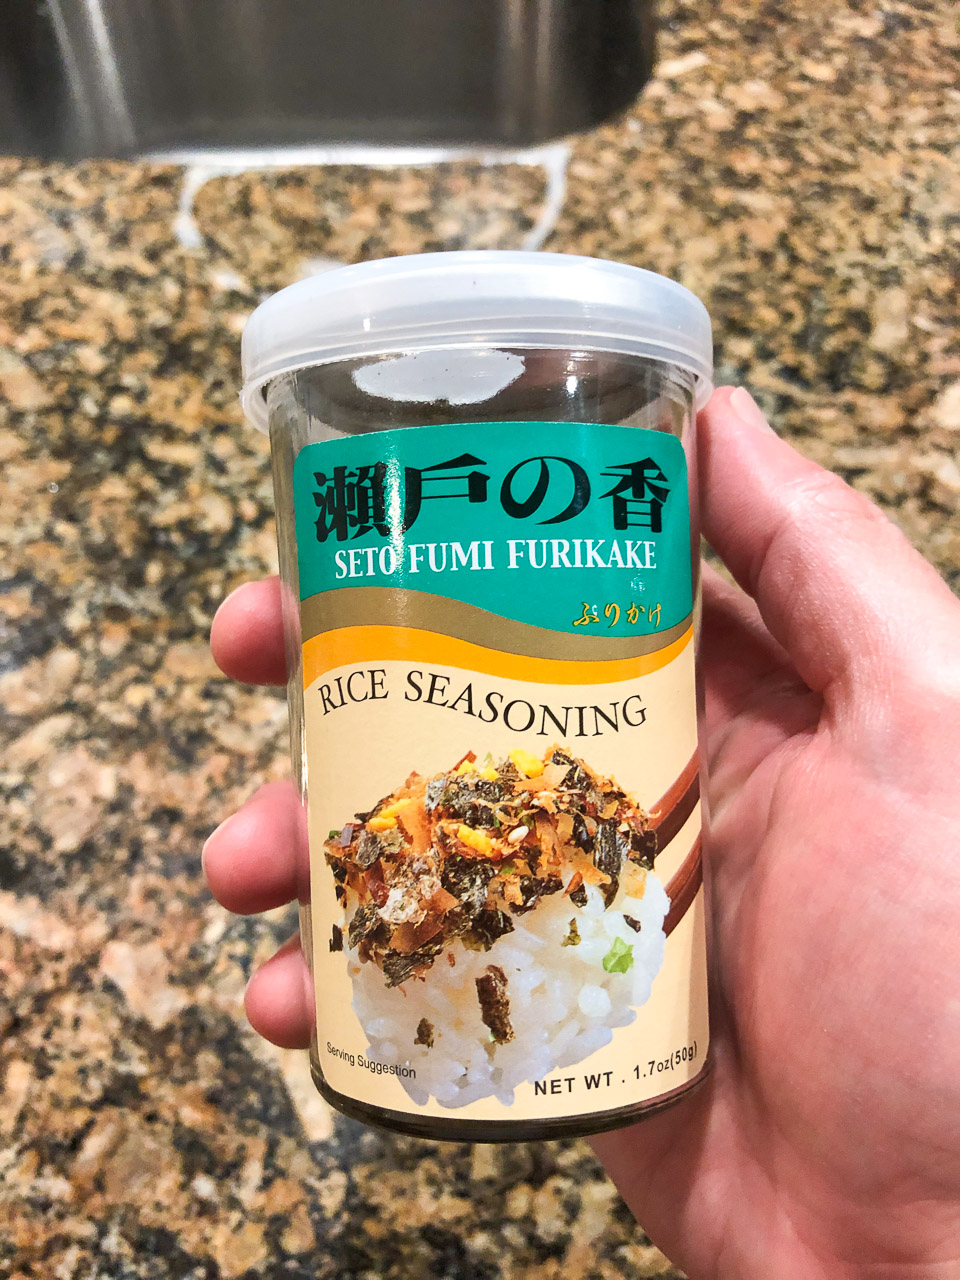 瀬戸の香
SETO FUMI FURIKAKE
ふりかけ
RICE SEASONING
Serving Suggestion
NET WT . 1.7oz(50g)